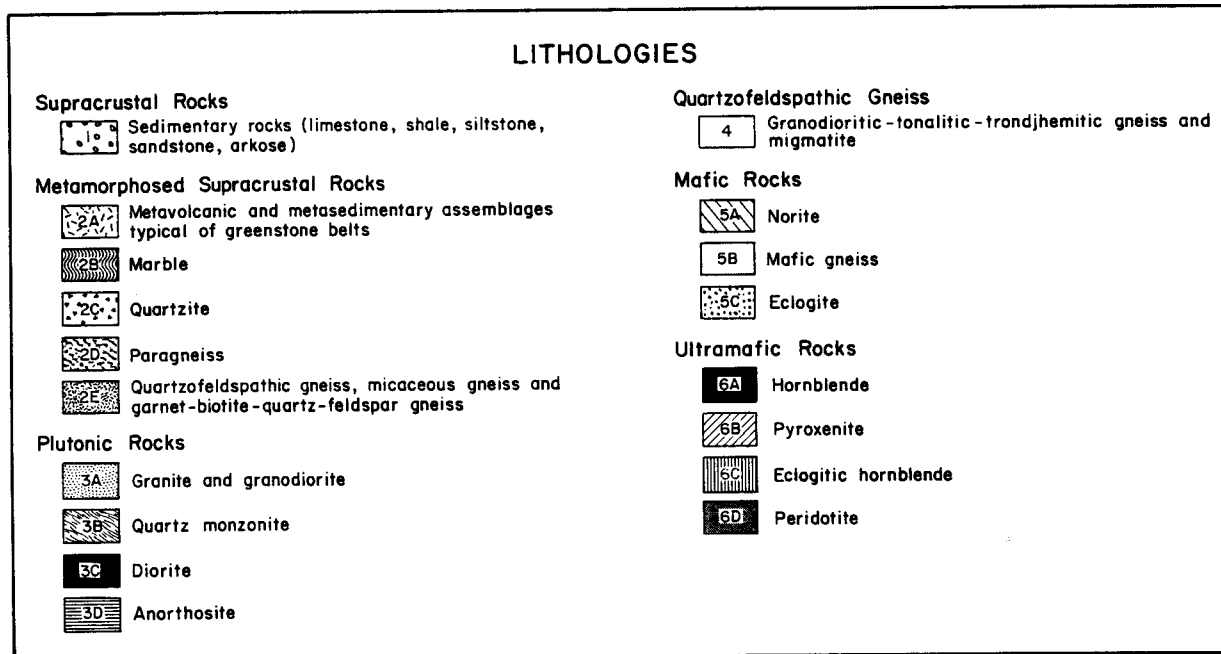 LITHOLOGIES
Supracrustal Rocks
1 Sedimentary rocks (limestone, shale, siltstone,
sandstone, arkose)
Metamorphosed Supracrustal Rocks
2A Metavolcanic and metasedimentary assemblages
typical of greenstone belts
2B Marble
2C Quartzite
2D Paragneiss
2E Quartzofeldspathic gneiss, micaceous gneiss and
garnet-biotite-quartz-feldspar gneiss
Plutonic Rocks
3A Granite and granodiorite
3B Quartz monzonite
3C Diorite
3D Anorthosite
Quartzofeldspathic Gneiss
4 Granodioritic-tonalitic-trondjhemitic gneiss and
migmatite
Mafic Rocks
5A Norite
5B Mafic gneiss
5C Eclogite
Ultramafic Rocks
6A Hornblende
6B Pyroxenite
6C Eclogitic hornblende
6D Peridotite